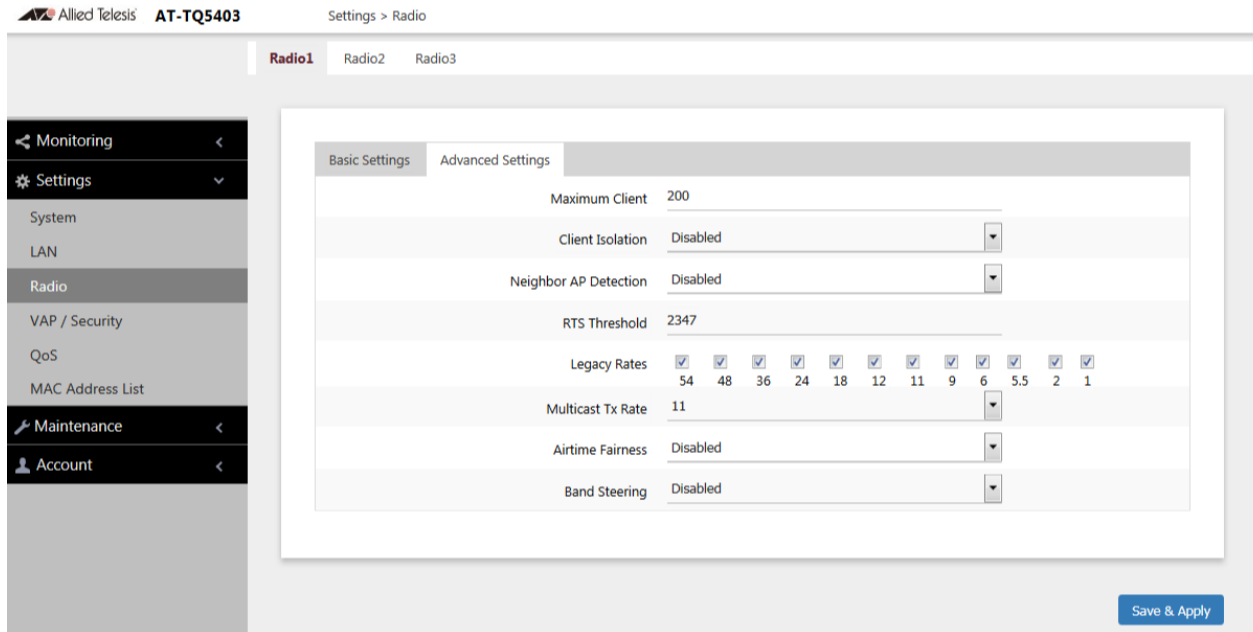 Allied Telesis AT-TQ5403 Settings > Radio
Radio1 Radio2 Radio3
Monitoring
Settings
System
LAN
Radio
VAP / Security
QoS
MAC Address List
Maintenance
Account
Basic Settings Advanced Settings
Maximum Client 200
Client Isolation Disabled
Neighbor AP Detection Disabled
RTS Threshold 2347
Legacy Rates
54 48 36 24 18 12 11 9 6 5.5 2 1
Multicast Tx Rate 11
Airtime Fairness Disabled
Band Steering Disabled
Save & Apply